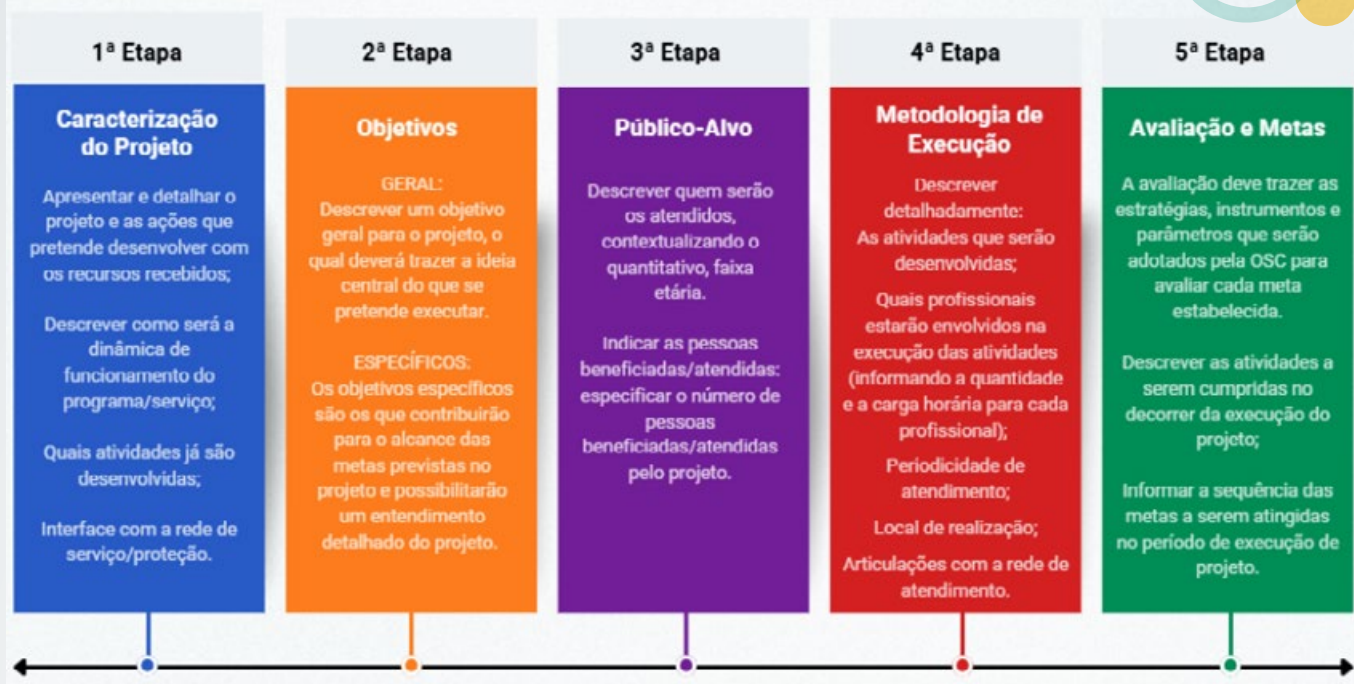 1ª Etapa
Caracterização
do Projeto
Apresentar e detalhar o
projeto e as ações que
pretende desenvolver com
os recursos recebidos;
Descrever como será a
dinâmica de
funcionamento do
programa/serviço;
Quais atividades já são
desenvolvidas;
Interface com a rede de
serviço/proteção.
2ª Etapa
Objetivos
GERAL:
Descrever um objetivo
geral para o projeto, o
qual deverá trazer a ideia
central do que se
pretende executar.
ESPECÍFICOS:
Os objetivos específicos
são os que contribuirão
para o alcance das
metas previstas no
projeto e possibilitarão
um entendimento
detalhado do projeto.
3ª Etapa
Público-Alvo
Descrever quem serão
os atendidos,
contextualizando o
quantitativo, faixa
etária.
Indicar as pessoas
beneficiadas/atendidas:
especificar o número de
pessoas
beneficiadas/atendidas
pelo projeto.
4ª Etapa
Metodologia de
Execução
Descrever
detalhadamente:
As atividades que serão
desenvolvidas;
Quais profissionais
estarão envolvidos na
execução das atividades
(informando a quantidade
e a carga horária para cada
profissional);
Periodicidade de
atendimento;
Local de realização;
Articulações com a rede de
atendimento.
5ª Etapa
Avaliação e Metas
A avaliação deve trazer as
estratégias, instrumentos e
parâmetros que serão
adotados pela OSC para
avaliar cada meta
estabelecida.
Descrever as atividades a
serem cumpridas no
decorrer da execução do
projeto;
Informar a sequência das
metas a serem atingidas
no período de execução de
projeto.